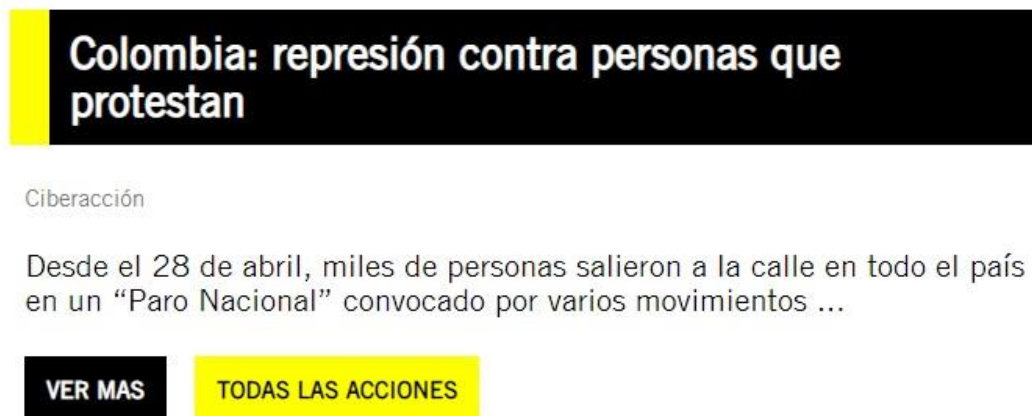 Colombia: represión contra personas que
protestan
Ciberacción
Desde el 28 de abril, miles de personas salieron a la calle en todo el país
en un “Paro Nacional” convocado por varios movimientos ...
VER MAS
TODAS LAS ACCIONES